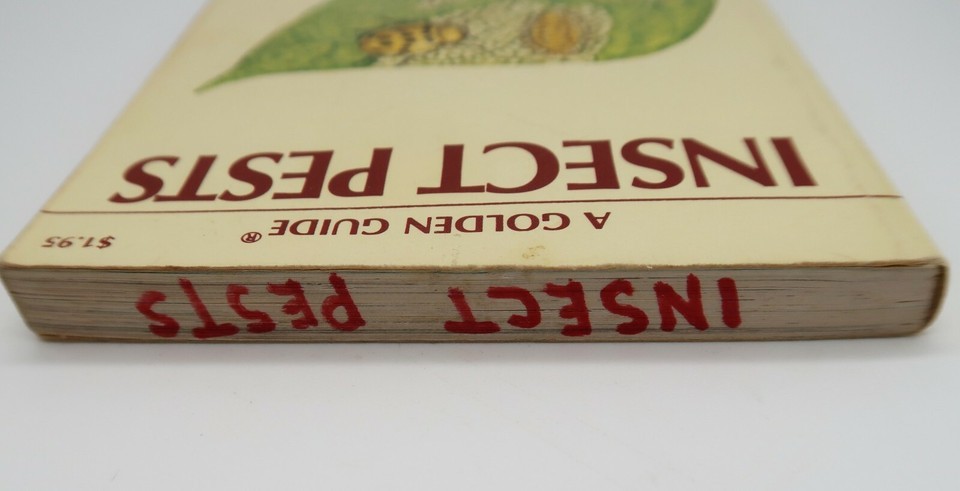 $1.95 A GOLDEN GUIDE®
INSECT PESTS
INSECT PESTS